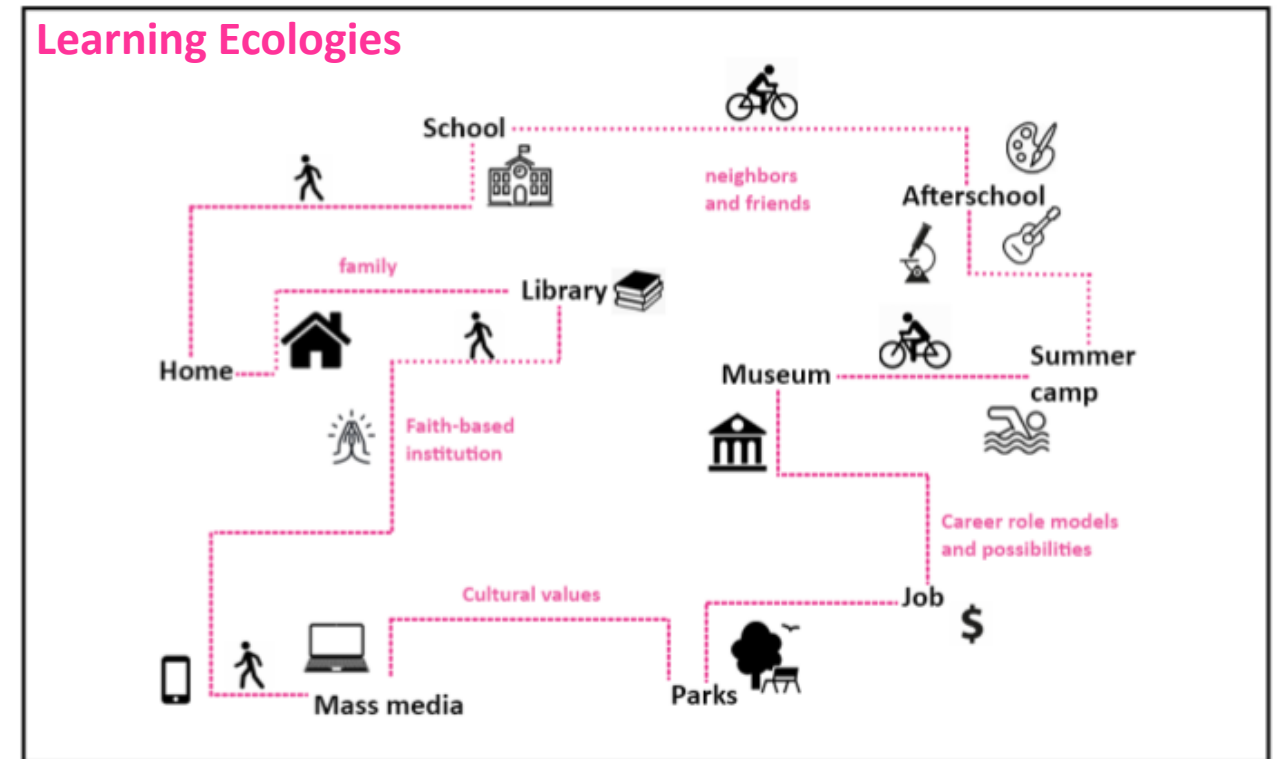 Learning Ecologies
School
neighbors
and friends
Afterschool
family
Library
Home
Museum
Summer
camp
Faith-based
institution
Career role models
and possibilities
Cultural values
Job
$
Mass media
Parks